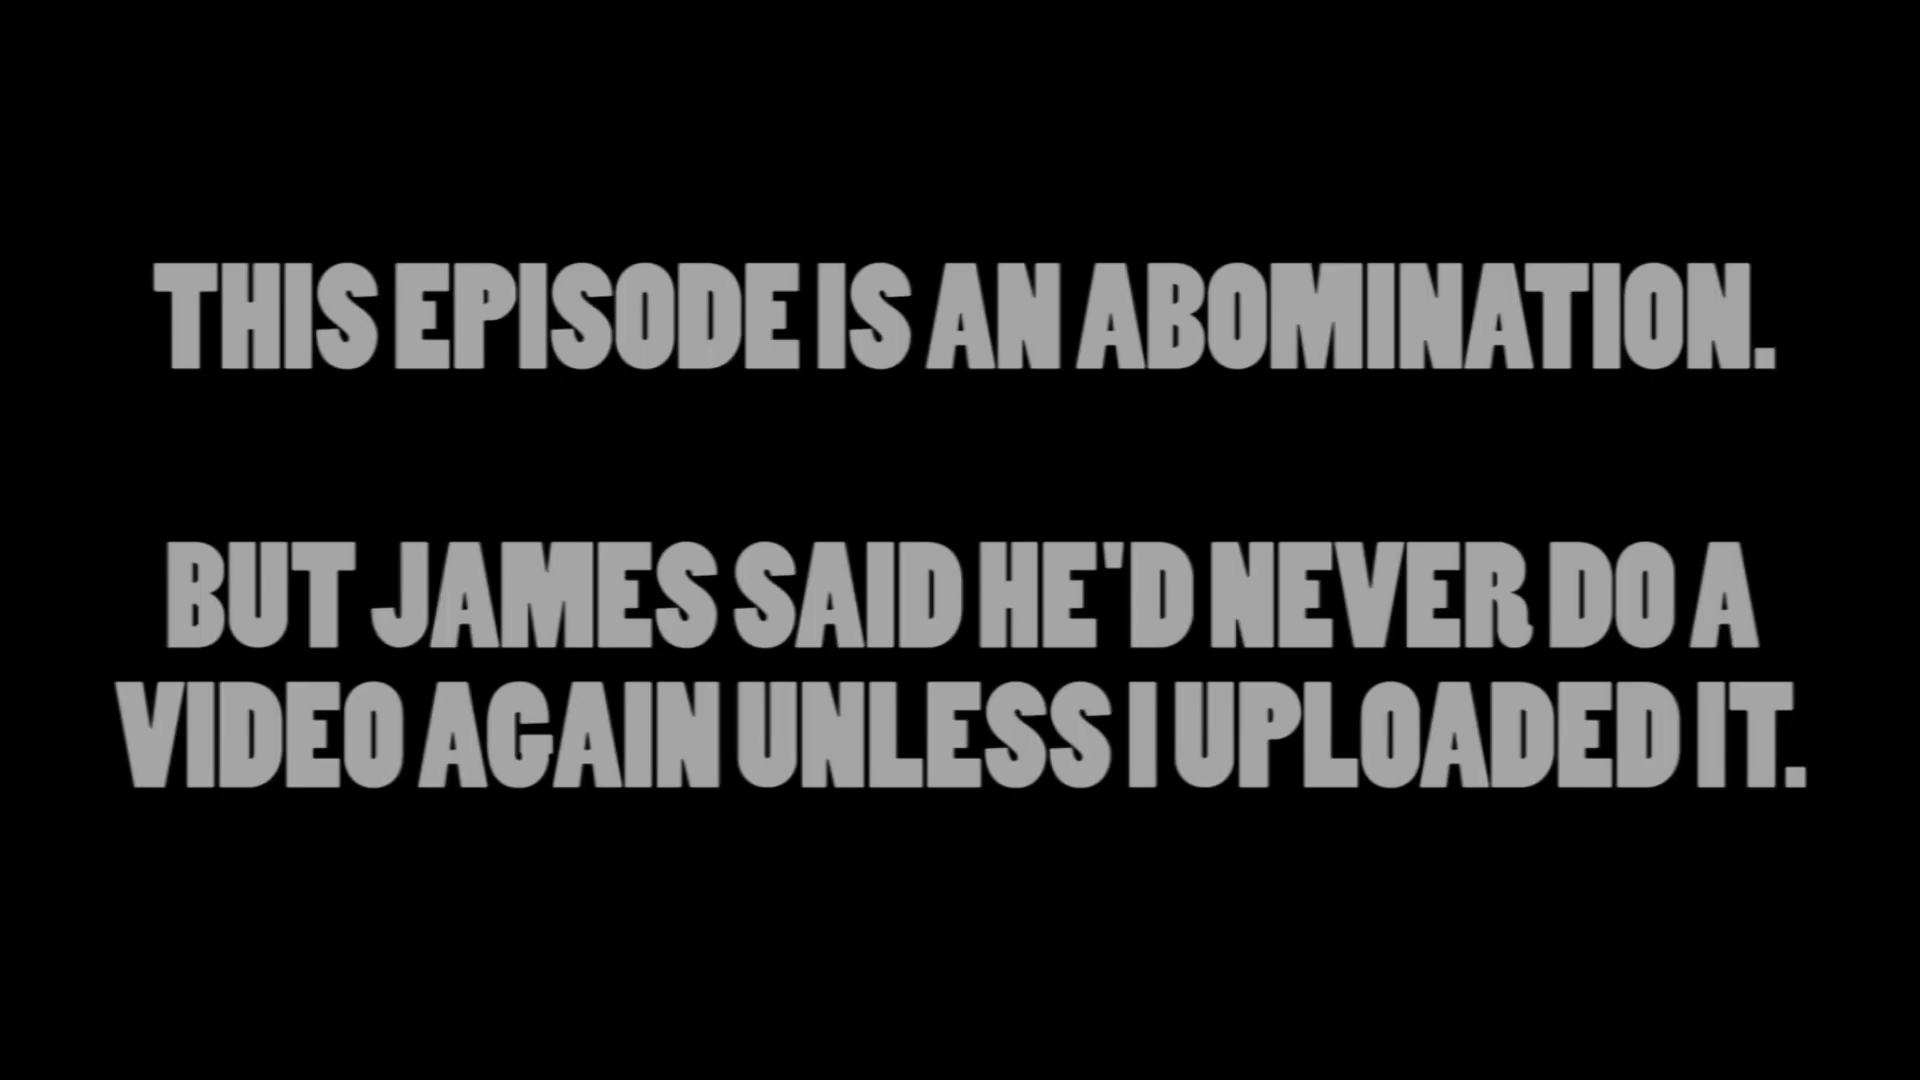 THIS EPISODE IS AN ABOMINATION.
BUT JAMES SAID HE'D NEVER DO A
VIDEO AGAIN UNLESS I UPLOADED IT.